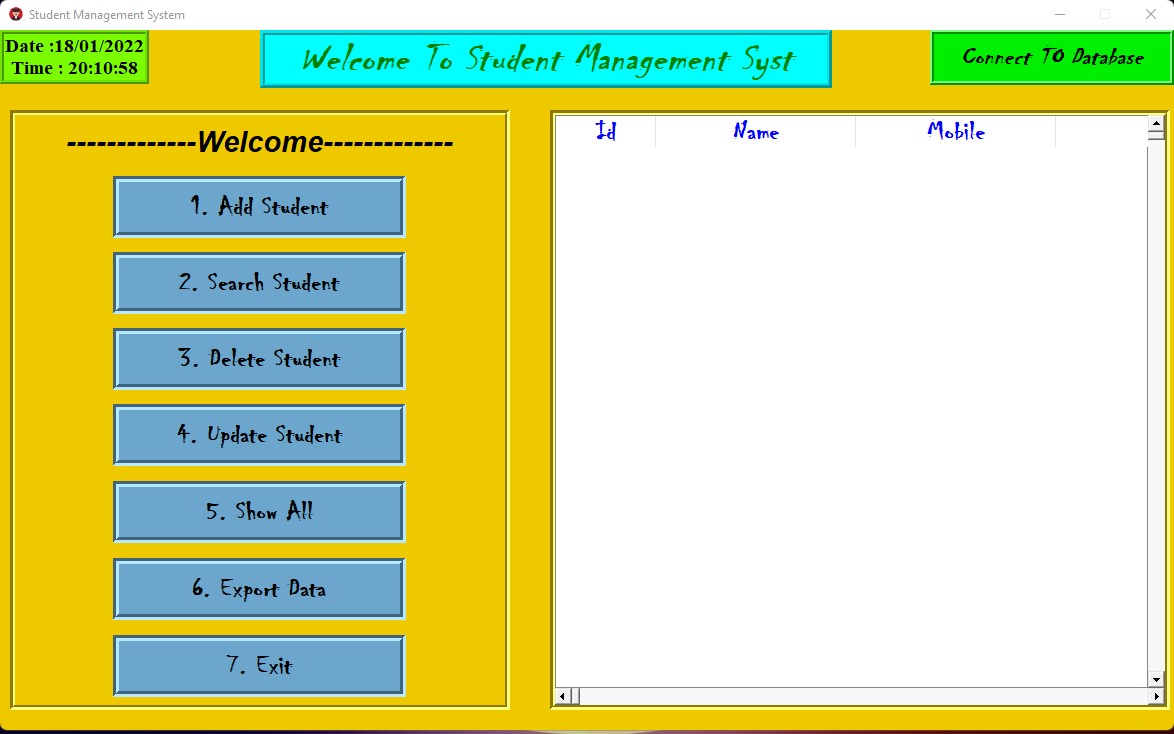 Student Management System
Date :18/01/2022
Time : 20:10:58
Welcome To Student Management Syst
Connect TO Database
-------------Welcome-------------
1. Add Student
2. Search Student
3. Delete Student
4. Update Student
5. Show All
6. Export Data
7. Exit
Id Name Mobile